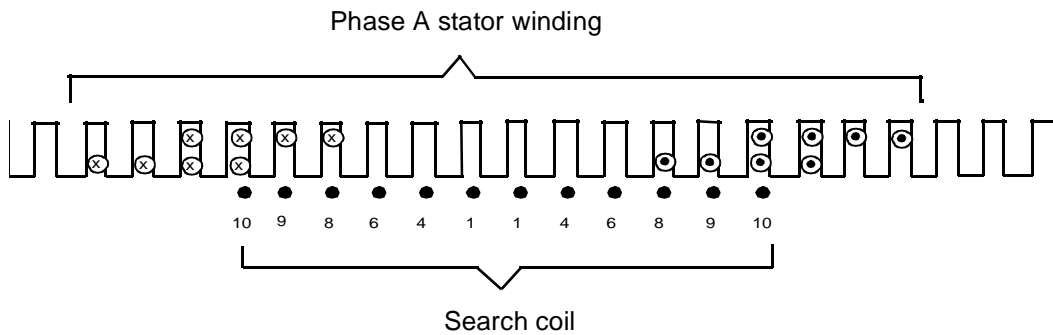 Phase A stator winding
x x x x
x x x x
10 9 8 6 4 1 1 4 6 8 9 10
Search coil